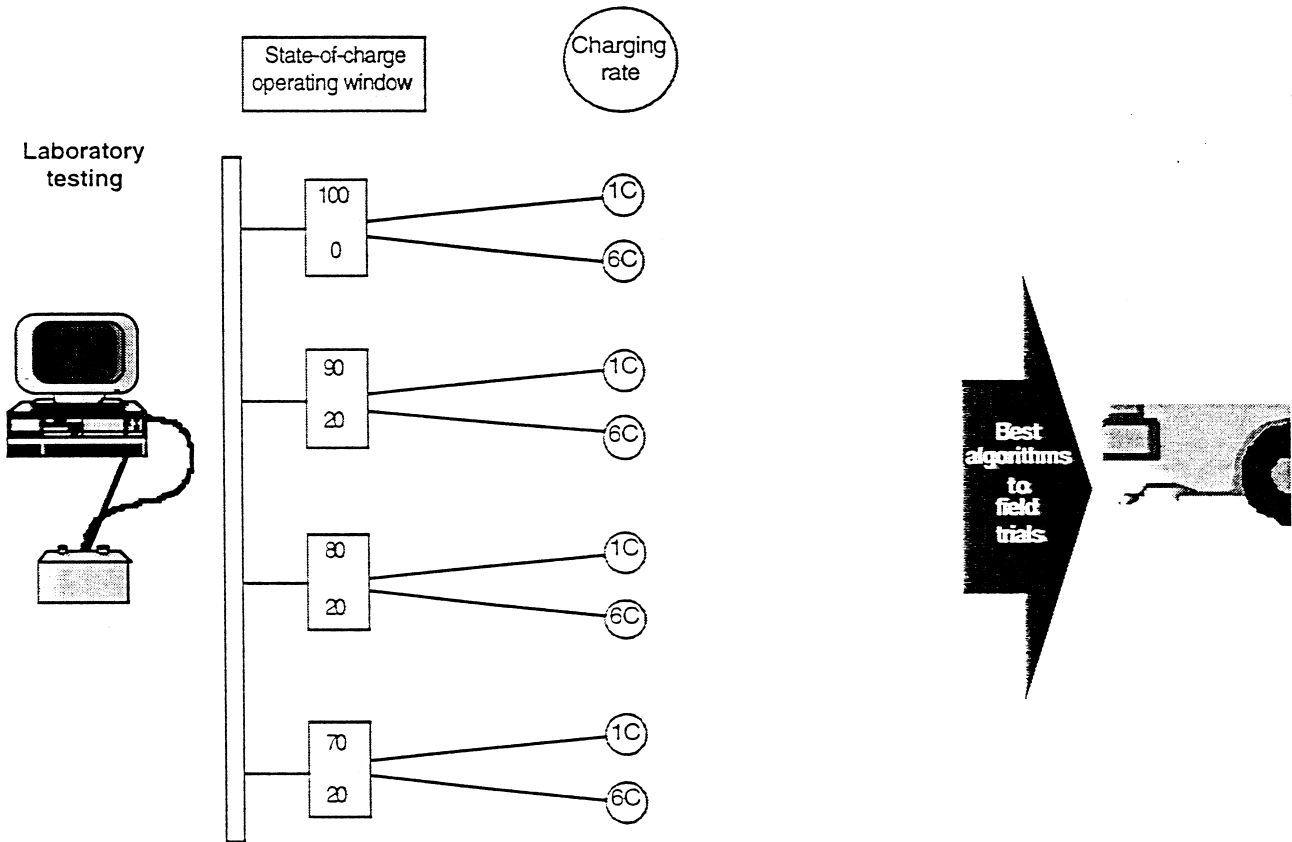 State-of-charge
operating window
Charging
rate
Laboratory
testing
100
0
1C
6C
90
20
1C
6C
80
20
1C
6C
70
20
1C
6C
Best
algorithms
to
field
trials